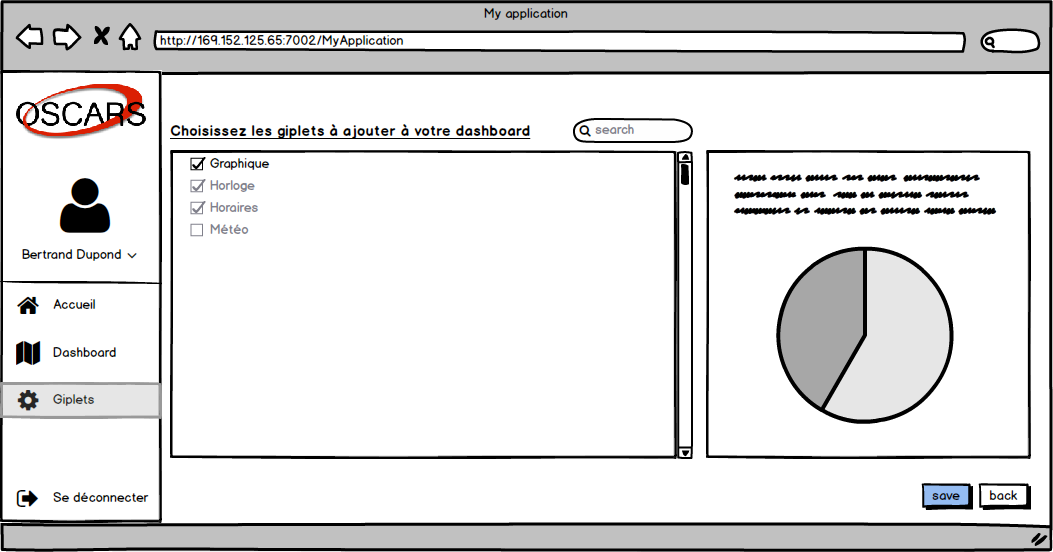 My application
http://169.152.125.65:7002/MyApplication
OSCARS
Choisissez les giplets à ajouter à votre dashboard
search
Graphique
Horloge
Horaires
Météo
Bertrand Dupond
Accueil
Dashboard
Giplets
Se déconnecter
save
back